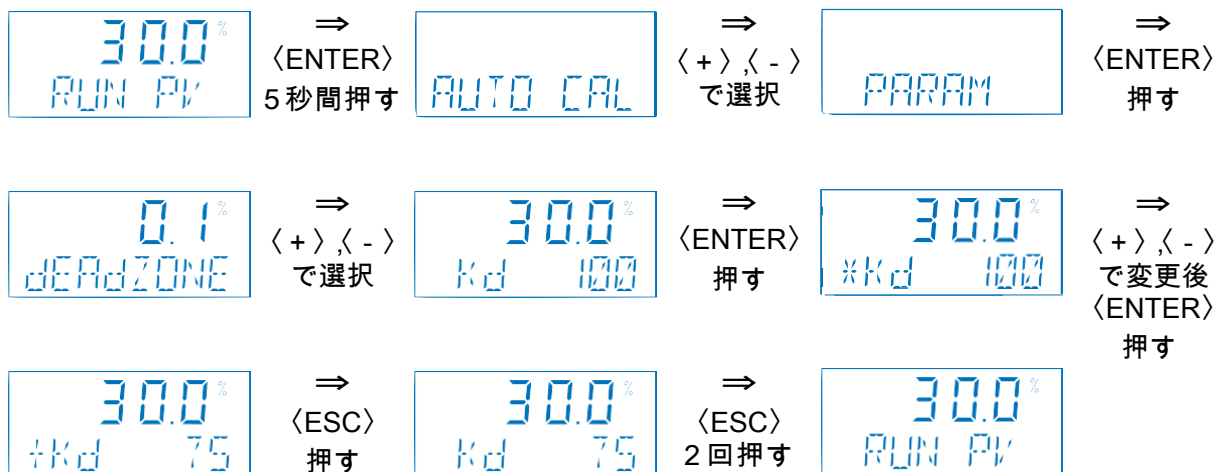 30.0%
RUN PV
⇒
〈ENTER〉
5秒間押す
AUTO CAL
⇒
〈 + 〉,〈 - 〉
で選択
PARAM
⇒
〈ENTER〉
押す
0.1%
dEAdZONE
⇒
〈 + 〉,〈 - 〉
で選択
30.0%
Kd 100
⇒
〈ENTER〉
押す
30.0%
*Kd 100
⇒
〈 + 〉,〈 - 〉
で変更後
〈ENTER〉
押す
30.0%
+Kd 75
⇒
〈ESC〉
押す
30.0%
Kd 75
⇒
〈ESC〉
2回押す
30.0%
RUN PV